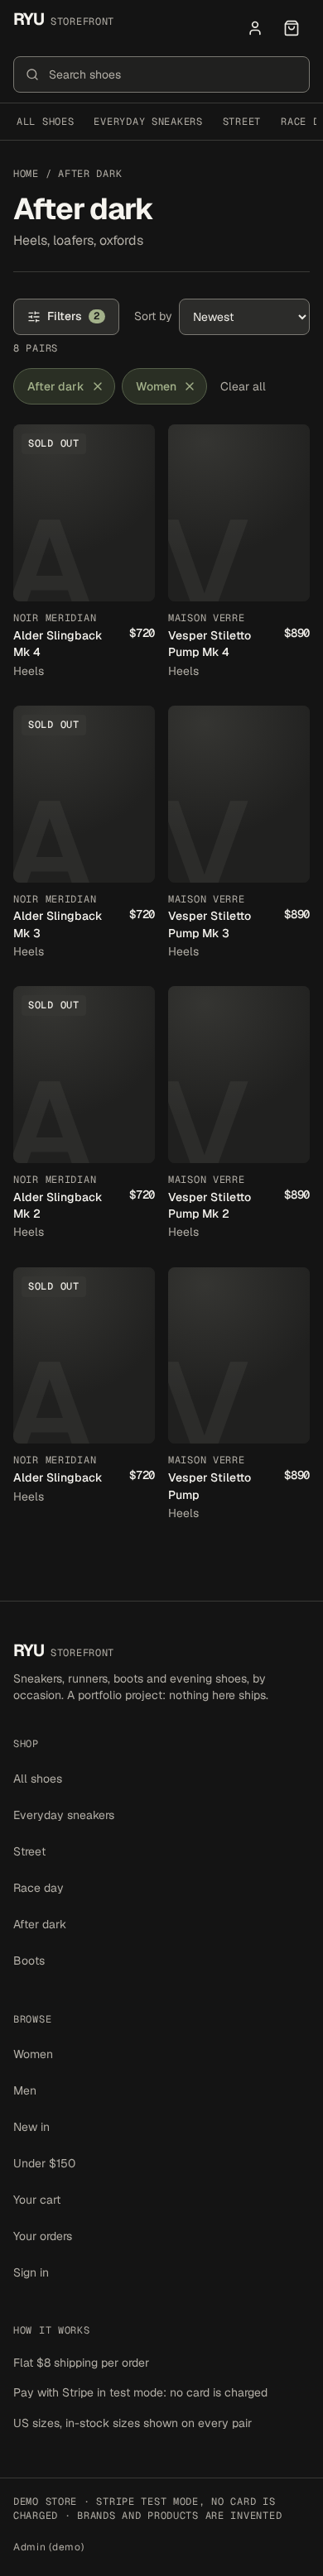 RYU STOREFRONT
Search shoes
ALL SHOES EVERYDAY SNEAKERS STREET RACE D
HOME / AFTER DARK
After dark
Heels, loafers, oxfords
Filters 2 Sort by Newest
8 PAIRS
After dark × Women × Clear all
SOLD OUT
A V
NOIR MERIDIAN MAISON VERRE
Alder Slingback $720 Vesper Stiletto $890
Mk 4 Pump Mk 4
Heels Heels
SOLD OUT
A V
NOIR MERIDIAN MAISON VERRE
Alder Slingback $720 Vesper Stiletto $890
Mk 3 Pump Mk 3
Heels Heels
SOLD OUT
A V
NOIR MERIDIAN MAISON VERRE
Alder Slingback $720 Vesper Stiletto $890
Mk 2 Pump Mk 2
Heels Heels
SOLD OUT
A V
NOIR MERIDIAN MAISON VERRE
Alder Slingback $720 Vesper Stiletto $890
Heels Pump
Heels
RYU STOREFRONT
Sneakers, runners, boots and evening shoes, by
occasion. A portfolio project: nothing here ships.
SHOP
All shoes
Everyday sneakers
Street
Race day
After dark
Boots
BROWSE
Women
Men
New in
Under $150
Your cart
Your orders
Sign in
HOW IT WORKS
Flat $8 shipping per order
Pay with Stripe in test mode: no card is charged
US sizes, in-stock sizes shown on every pair
DEMO STORE · STRIPE TEST MODE, NO CARD IS
CHARGED · BRANDS AND PRODUCTS ARE INVENTED
Admin (demo)